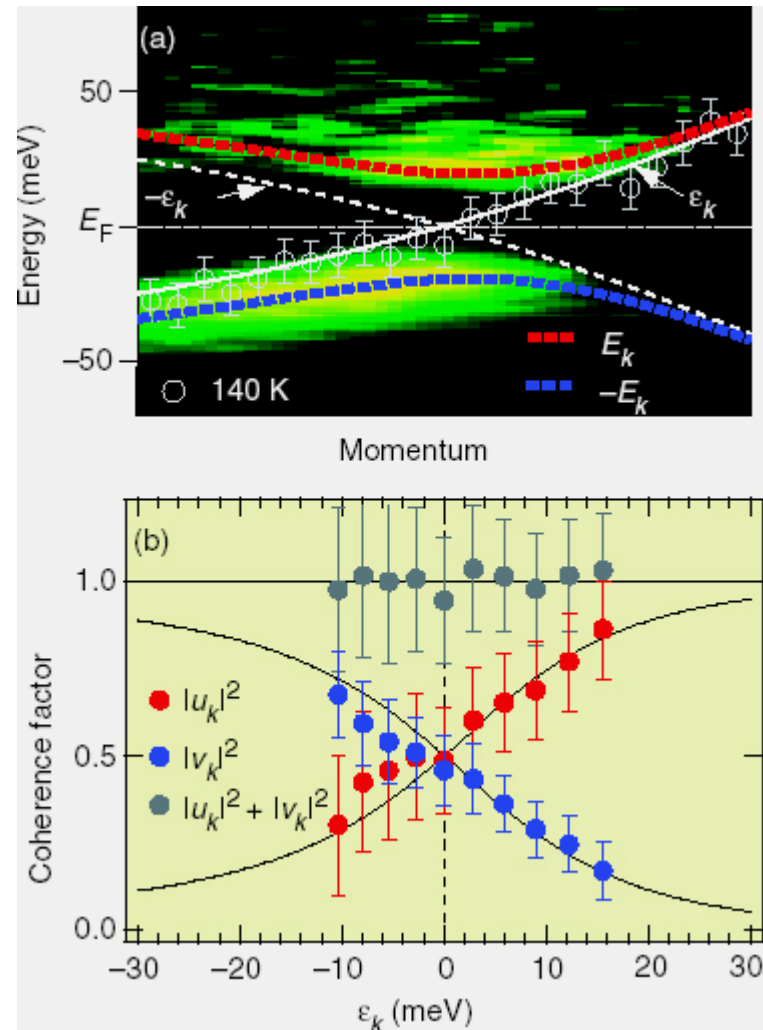 (a)
50
E_k
−ε_k
ε_k
E_F
Energy (meV)
−50
E_k
140 K
−E_k
Momentum
(b)
1.0
|u_k|^2
|v_k|^2
0.5
|u_k|^2 + |v_k|^2
Coherence factor
0.0
−30 −20 −10 0 10 20 30
ε_k (meV)